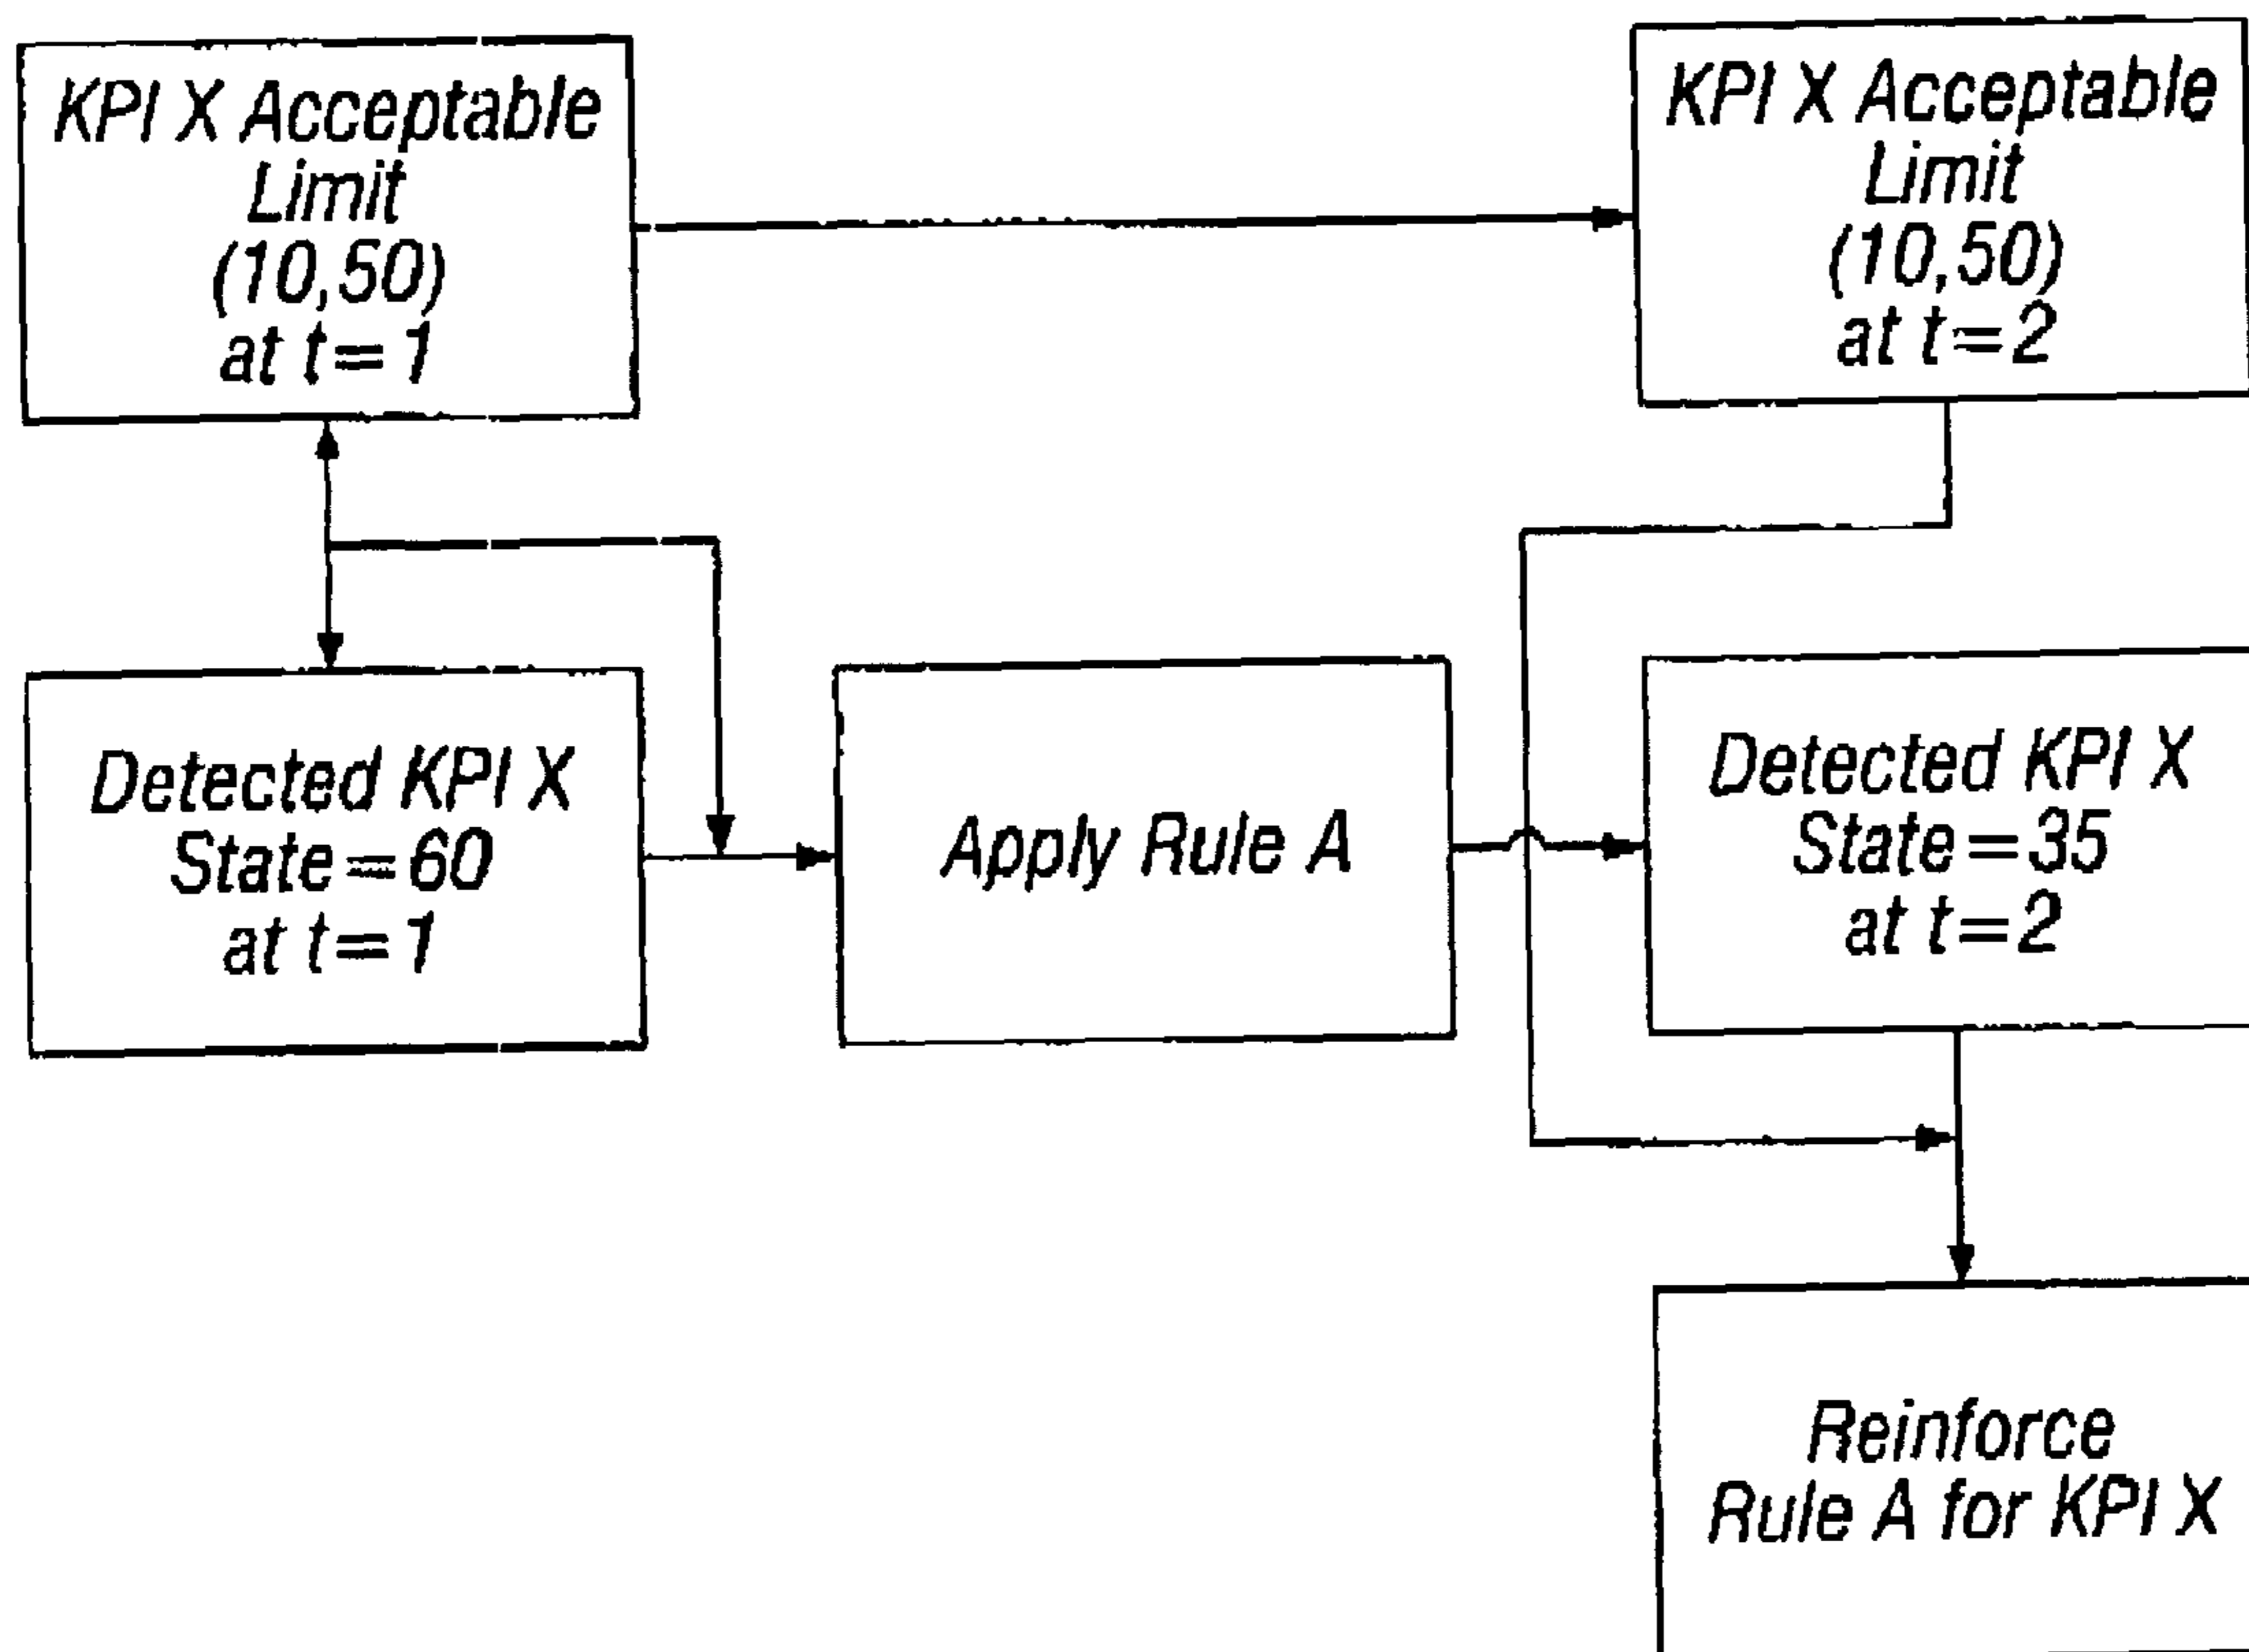 KPI X Acceptable
Limit
(10,50)
at t=1
KPI X Acceptable
Limit
(10,50)
at t=2
Detected KPI X
State=60
at t=1
Apply Rule A
Detected KPI X
State=35
at t=2
Reinforce
Rule A for KPI X